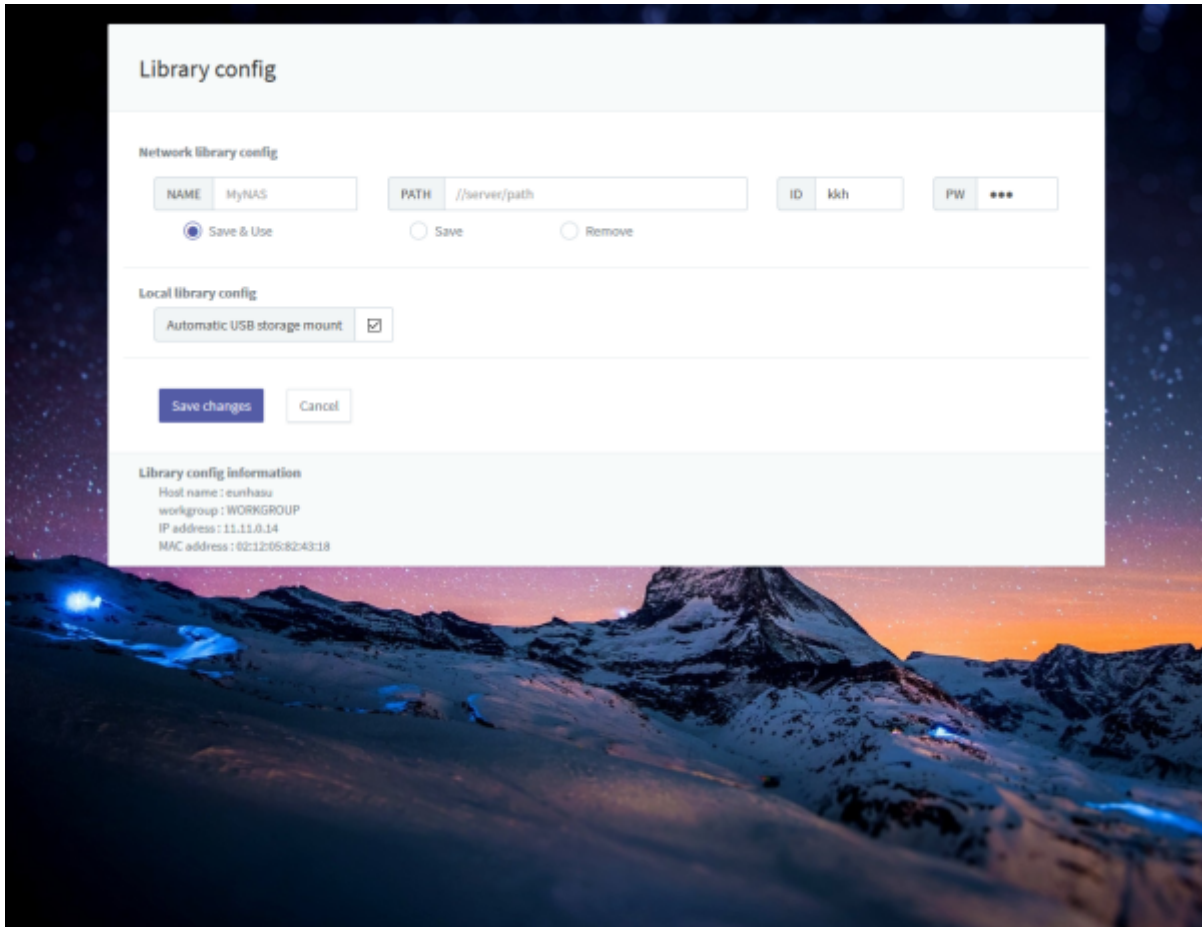 Library config
Network library config
NAME MyNAS PATH //server/path ID kkh PW •••
Save & Use Save Remove
Local library config
Automatic USB storage mount
Save changes Cancel
Library config information
Host name : eunhasu
workgroup : WORKGROUP
IP address : 11.11.0.14
MAC address : 02:12:05:82:43:18